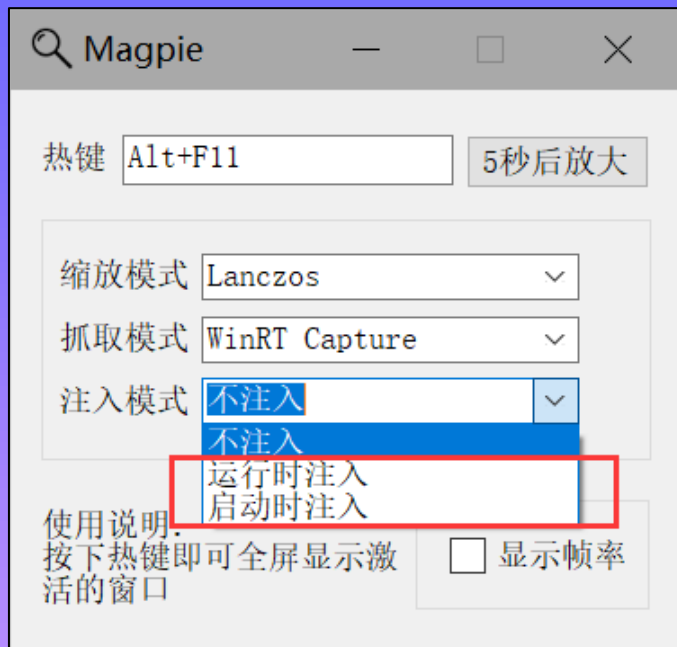 Magpie
热键 Alt+F11 5秒后放大
缩放模式 Lanczos
抓取模式 WinRT Capture
注入模式 不注入
不注入
运行时注入
启动时注入
使用说明:
按下热键即可全屏显示激
活的窗口
显示帧率